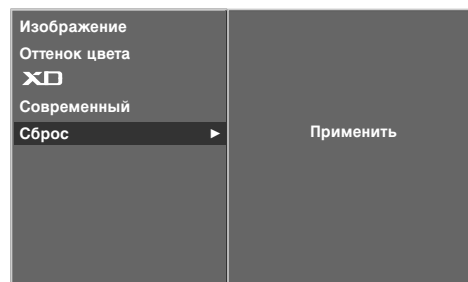 Изображение
Оттенок цвета
XD
Современный
Сброс ►
Применить